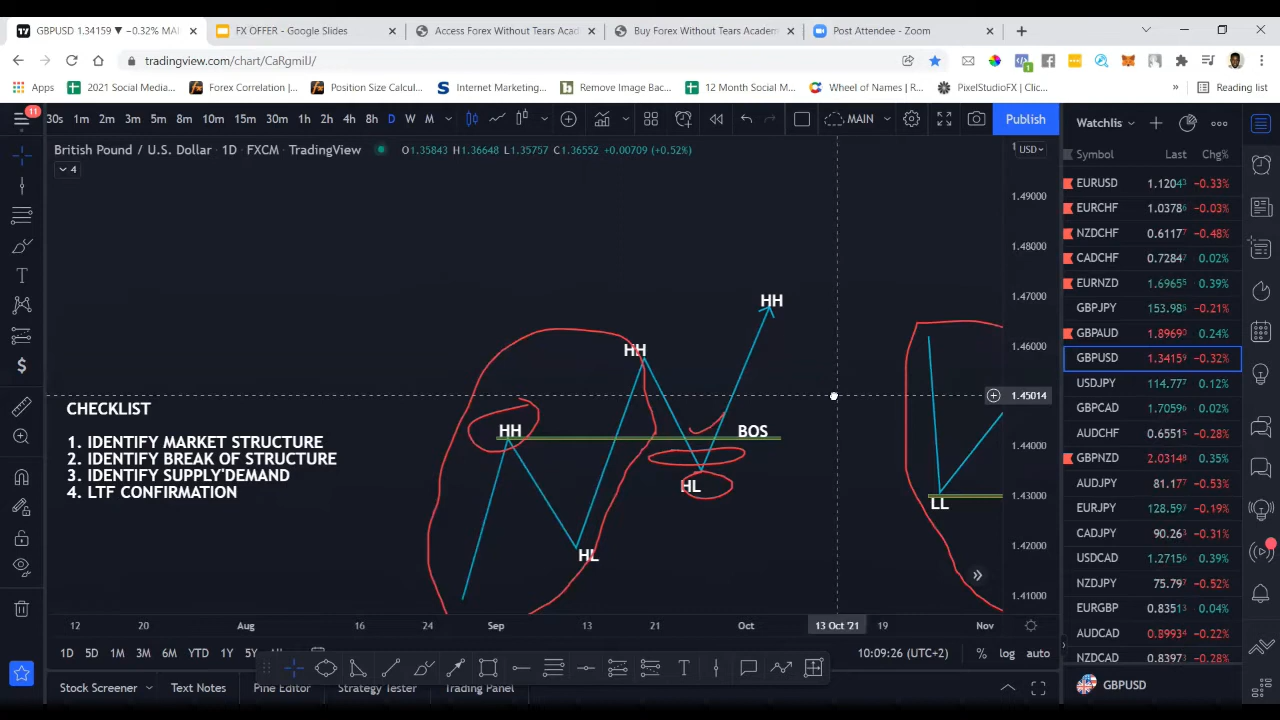 GBPUSD 1.34159 ▼ −0.32% MAI
FX OFFER - Google Slides
Access Forex Without Tears Acad
Buy Forex Without Tears Academ
Post Attendee - Zoom
tradingview.com/chart/CaRgmilJ/
Apps
2021 Social Media...
Forex Correlation |...
Position Size Calcul...
Internet Marketing...
Remove Image Bac...
12 Month Social M...
Wheel of Names | R...
PixelStudioFX | Clic...
Reading list
11
30s 1m 2m 3m 5m 8m 10m 15m 30m 1h 2h 4h 8h D W M
MAIN
Publish
British Pound / U.S. Dollar · 1D · FXCM · TradingView
O1.35843 H1.36648 L1.35757 C1.36552 +0.00709 (+0.52%)
4
USD
1.49000
1.48000
1.47000
1.46000
1.45014
1.44000
1.43000
1.42000
1.41000
HH
HH
HH
BOS
HL
HL
LL
CHECKLIST
1. IDENTIFY MARKET STRUCTURE
2. IDENTIFY BREAK OF STRUCTURE
3. IDENTIFY SUPPLY'DEMAND
4. LTF CONFIRMATION
12 20 Aug 16 24 Sep 13 21 Oct 13 Oct '21 19 Nov
1D 5D 1M 3M 6M YTD 1Y 5Y
10:09:26 (UTC+2)
% log auto
Stock Screener
Text Notes
Pine Editor
Strategy Tester
Trading Panel
Watchlis
Symbol Last Chg%
EURUSD 1.12043 −0.33%
EURCHF 1.03786 −0.03%
NZDCHF 0.61177 −0.48%
CADCHF 0.72847 0.02%
EURNZD 1.69655 0.39%
GBPJPY 153.985 −0.21%
GBPAUD 1.89693 0.24%
GBPUSD 1.34159 −0.32%
USDJPY 114.777 0.12%
GBPCAD 1.70596 0.02%
AUDCHF 0.65515 −0.28%
GBPNZD 2.03148 0.35%
AUDJPY 81.177 −0.53%
EURJPY 128.597 −0.19%
CADJPY 90.263 −0.31%
USDCAD 1.27156 0.39%
NZDJPY 75.797 −0.52%
EURGBP 0.83513 0.04%
AUDCAD 0.89934 −0.22%
NZDCAD 0.83973 −0.28%
GBPUSD